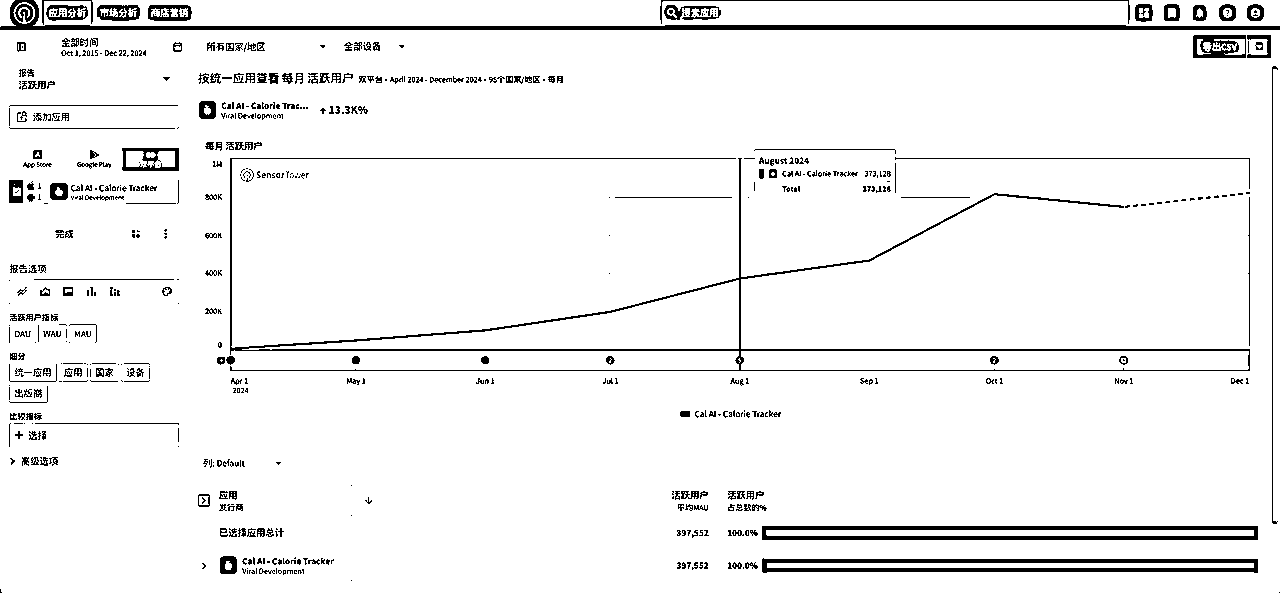 应用分析 市场分析 商店营销 搜索应用
全部时间
Oct 1, 2015 - Dec 22, 2024
所有国家/地区 全部设备 导出CSV
报告
活跃用户
添加应用
App Store Google Play
1
1
Cal AI - Calorie Tracker
Viral Development
完成
报告选项
活跃用户指标
DAU WAU MAU
细分
统一应用 应用 国家 设备
出版商
比较指标
+ 选择
高级选项
按统一应用查看 每月 活跃用户 双平台 • April 2024 - December 2024 • 95个国家/地区 • 每月
Cal AI - Calorie Trac...
Viral Development
↑ 13.3K%
每月 活跃用户
SensorTower
1M
800K
600K
400K
200K
0
August 2024
Cal AI - Calorie Tracker 373,128
Total 373,128
Apr 1
2024
May 1 Jun 1 Jul 1 Aug 1 Sep 1 Oct 1 Nov 1 Dec 1
Cal AI - Calorie Tracker
列: Default
应用
发行商
活跃用户
平均MAU
活跃用户
占总数的%
已选择应用总计 397,552 100.0%
Cal AI - Calorie Tracker
Viral Development
397,552 100.0%